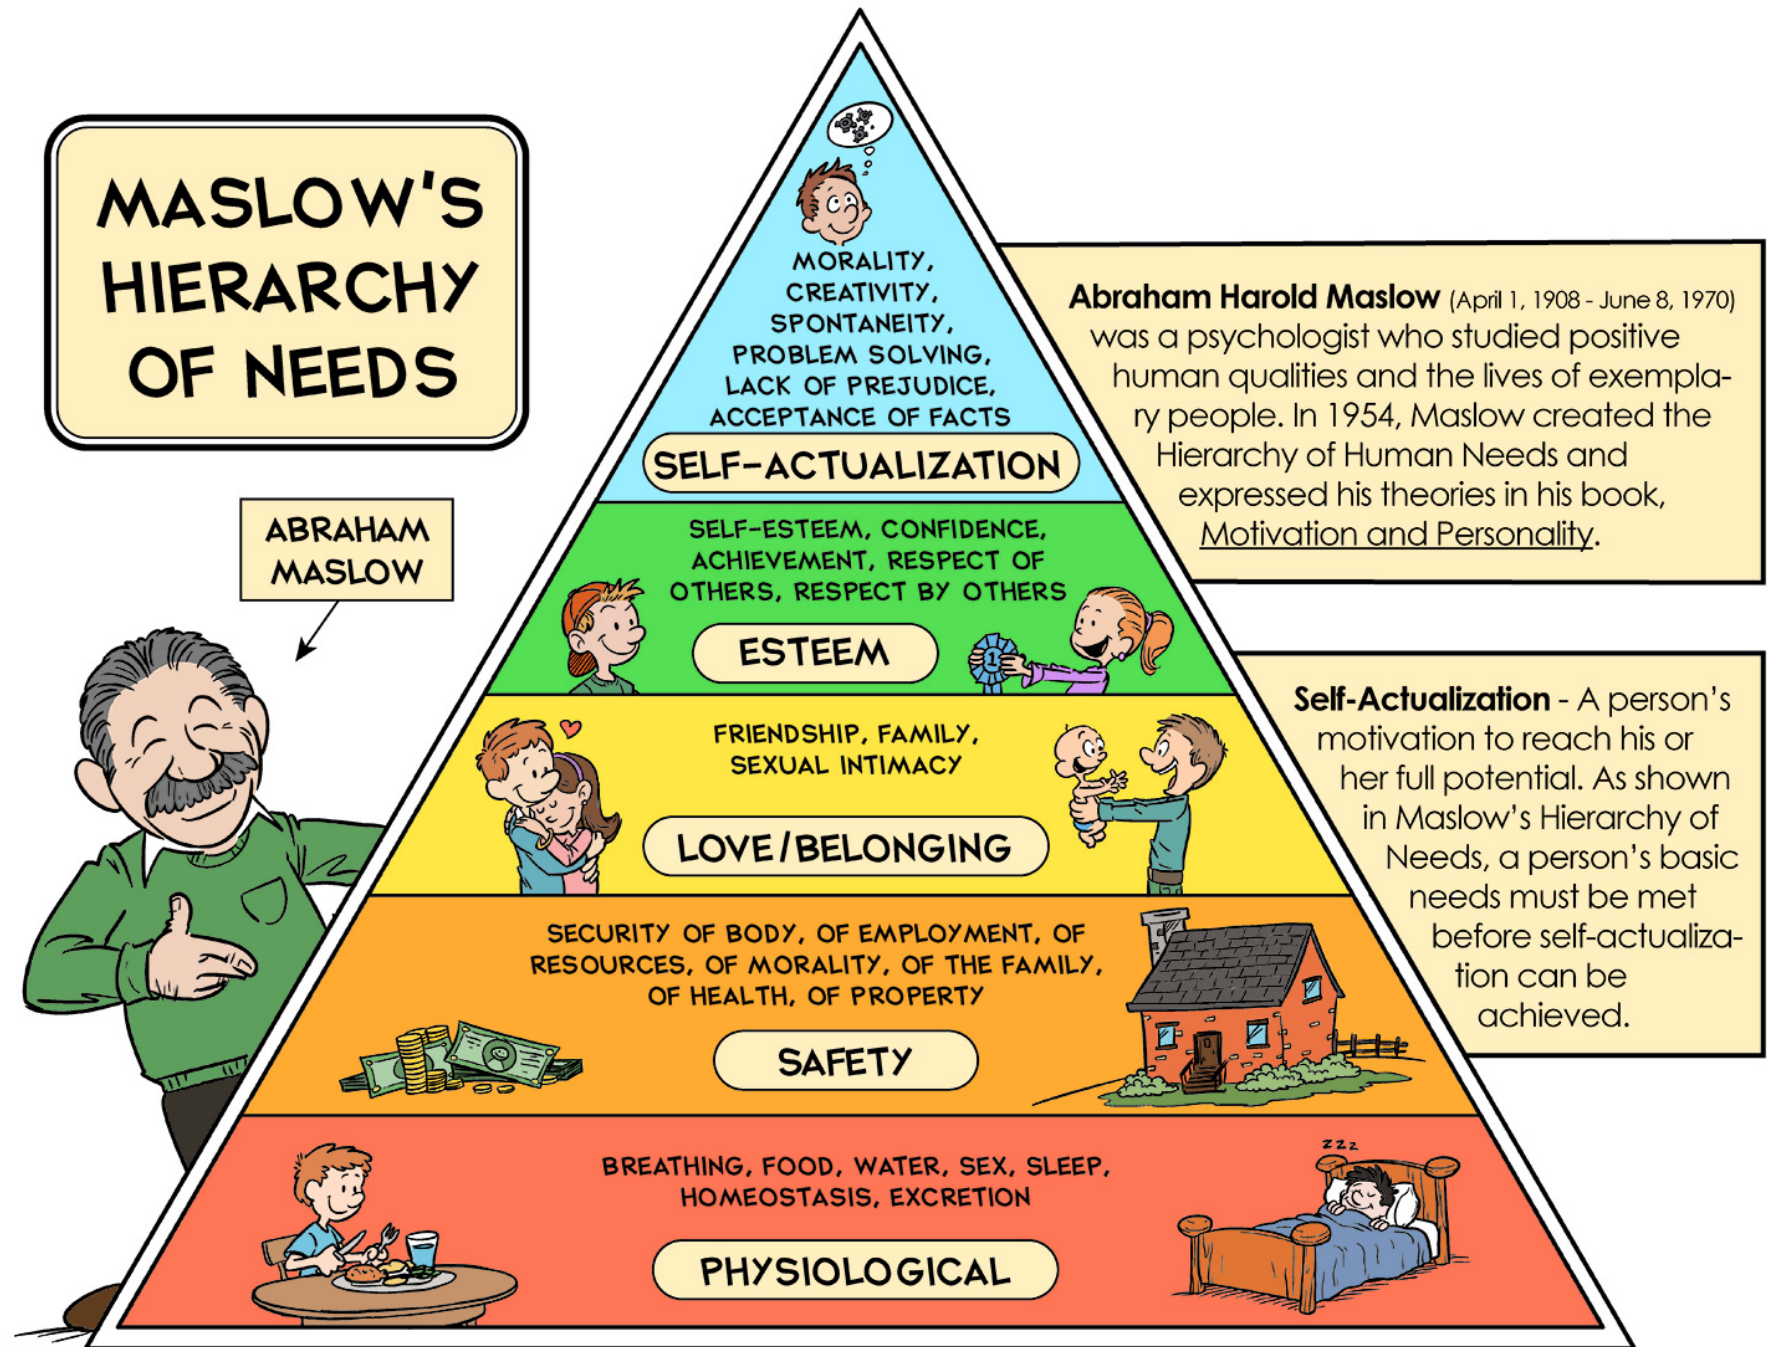 MASLOW'S
HIERARCHY
OF NEEDS
ABRAHAM
MASLOW
MORALITY,
CREATIVITY,
SPONTANEITY,
PROBLEM SOLVING,
LACK OF PREJUDICE,
ACCEPTANCE OF FACTS
SELF-ACTUALIZATION
SELF-ESTEEM, CONFIDENCE,
ACHIEVEMENT, RESPECT OF
OTHERS, RESPECT BY OTHERS
ESTEEM
1
FRIENDSHIP, FAMILY,
SEXUAL INTIMACY
LOVE/BELONGING
SECURITY OF BODY, OF EMPLOYMENT, OF
RESOURCES, OF MORALITY, OF THE FAMILY,
OF HEALTH, OF PROPERTY
SAFETY
BREATHING, FOOD, WATER, SEX, SLEEP,
HOMEOSTASIS, EXCRETION
PHYSIOLOGICAL
zzz
Abraham Harold Maslow (April 1, 1908 - June 8, 1970)
was a psychologist who studied positive
human qualities and the lives of exempla-
ry people. In 1954, Maslow created the
Hierarchy of Human Needs and
expressed his theories in his book,
Motivation and Personality.
Self-Actualization - A person's
motivation to reach his or
her full potential. As shown
in Maslow's Hierarchy of
Needs, a person's basic
needs must be met
before self-actualiza-
tion can be
achieved.